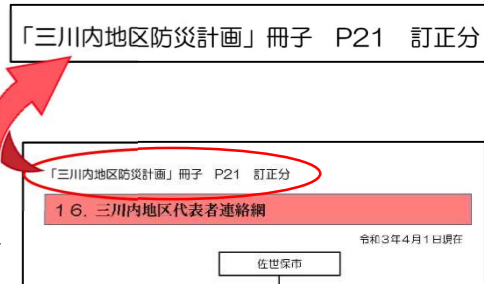 「三川内地区防災計画」冊子　P21　訂正分
「三川内地区防災計画」冊子　P21　訂正分
１６．三川内地区代表者連絡網
令和３年４月１日現在
佐世保市